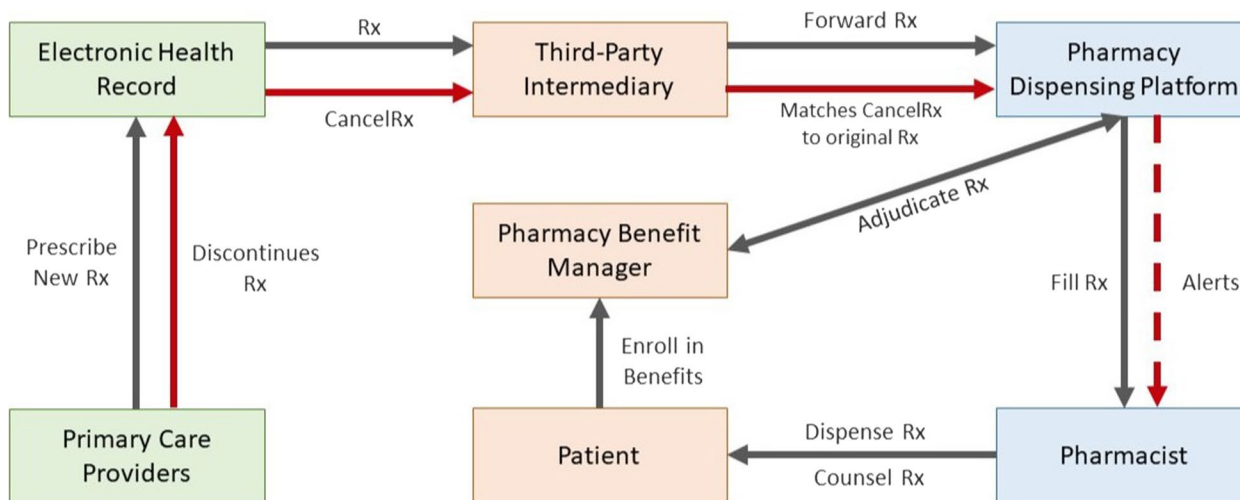 Electronic Health
Record
Rx
CancelRx
Third-Party
Intermediary
Forward Rx
Matches CancelRx
to original Rx
Pharmacy
Dispensing Platform
Prescribe
New Rx
Discontinues
Rx
Pharmacy Benefit
Manager
Adjudicate Rx
Fill Rx
Alerts
Enroll in
Benefits
Primary Care
Providers
Patient
Dispense Rx
Counsel Rx
Pharmacist